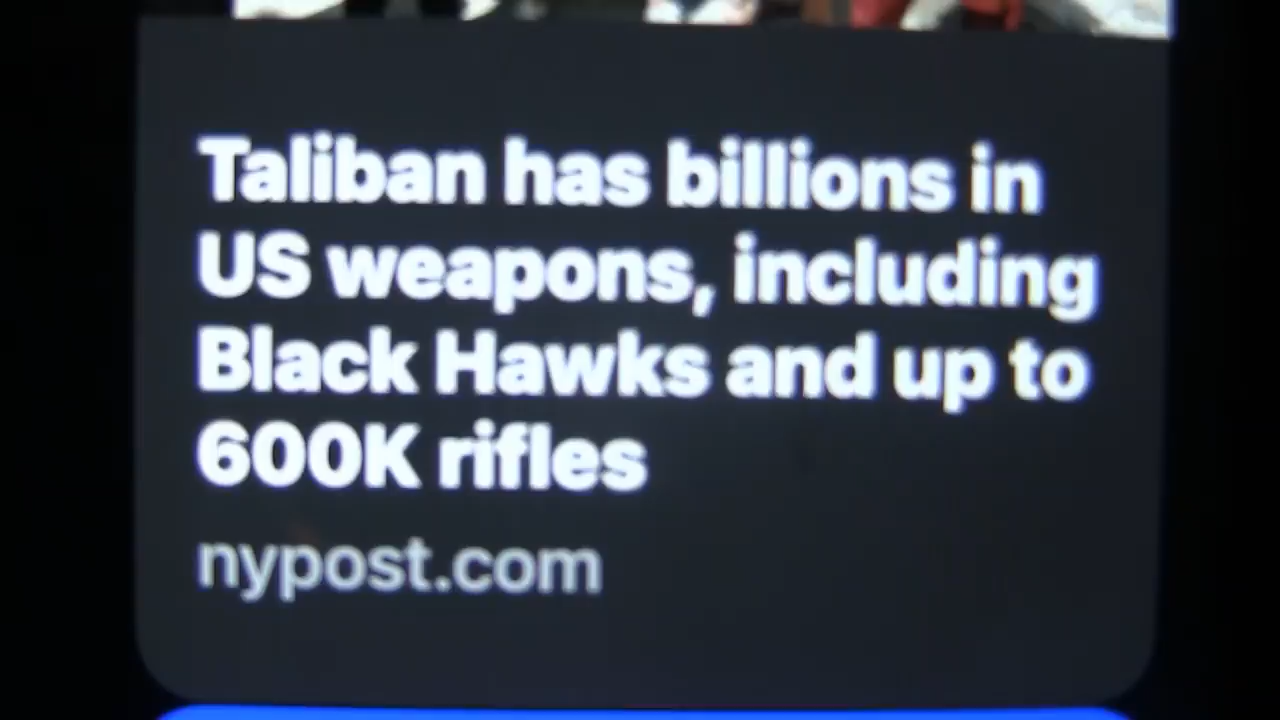 Taliban has billions in
US weapons, including
Black Hawks and up to
600K rifles
nypost.com